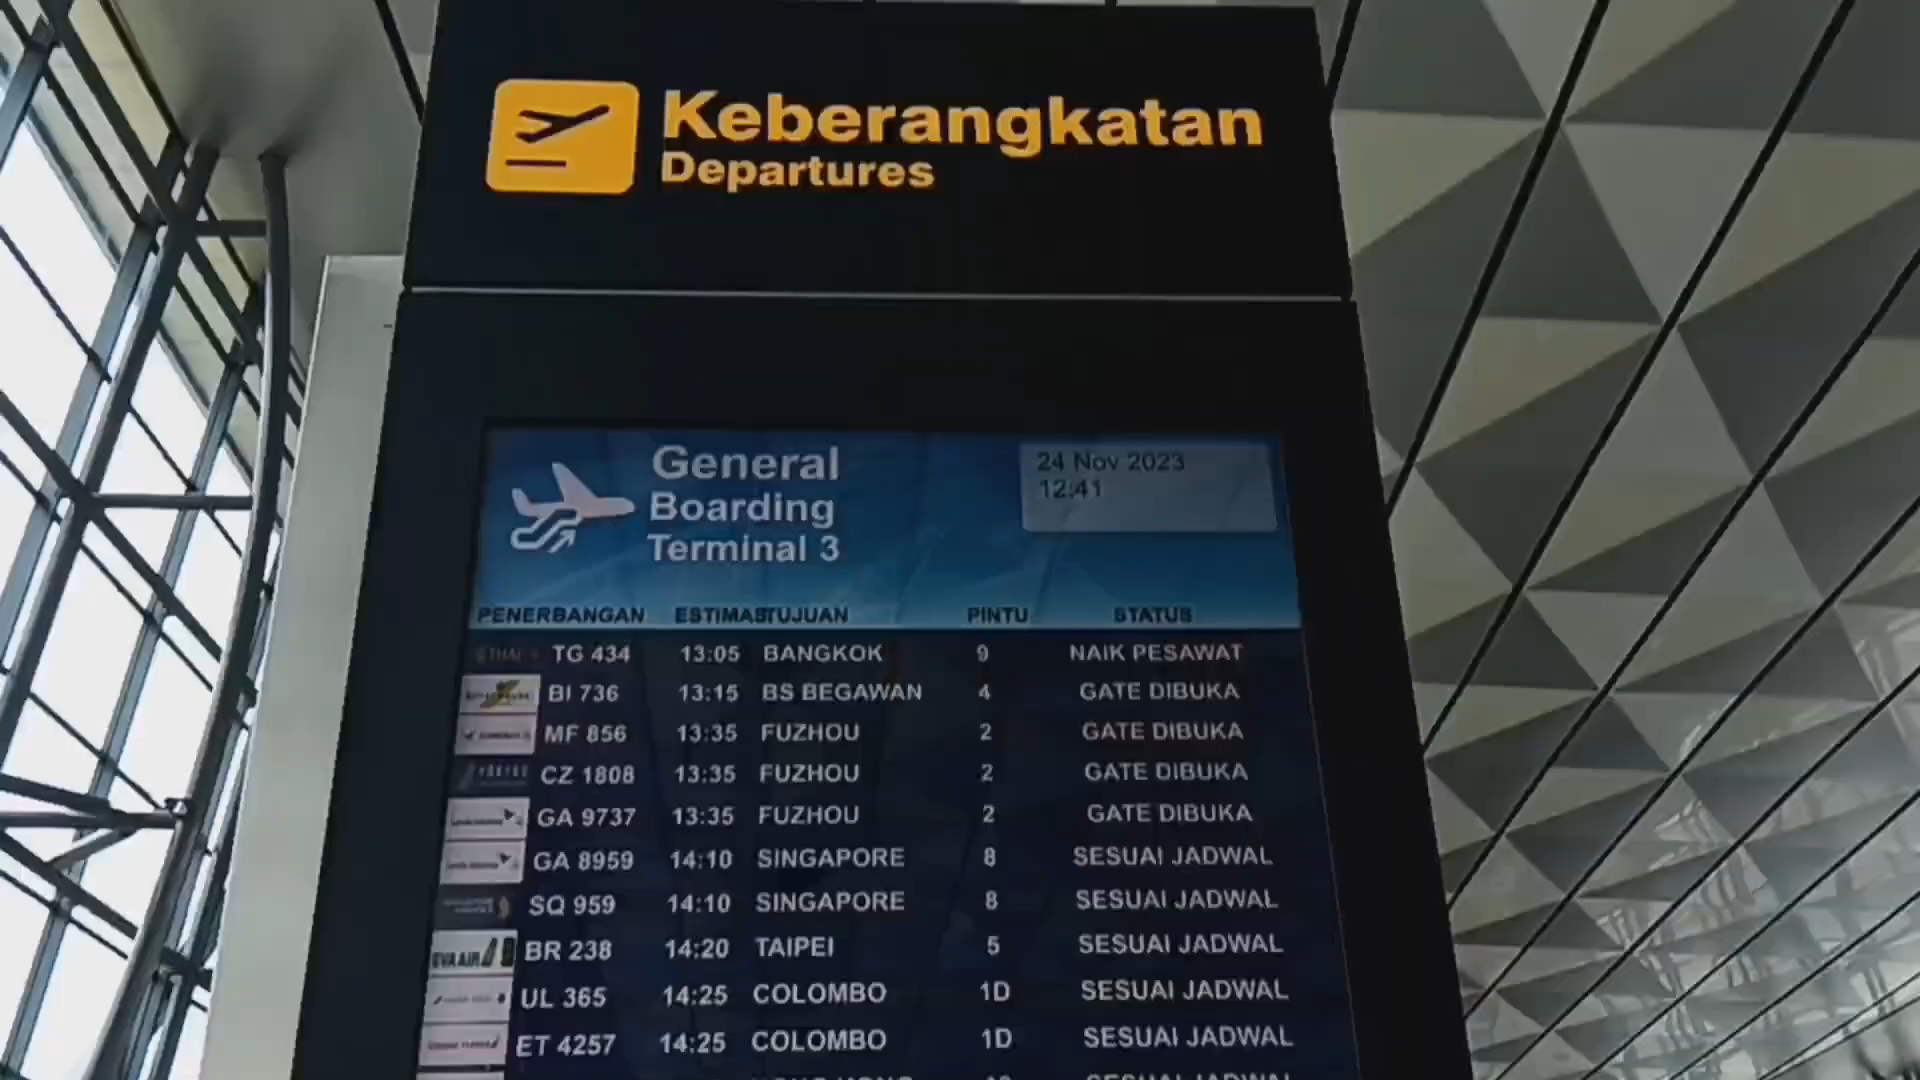 Keberangkatan
Departures
General
Boarding
Terminal 3
24 Nov 2023
12:41
PENERBANGAN ESTIMASTUJUAN PINTU STATUS
TG 434 13:05 BANGKOK 9 NAIK PESAWAT
BI 736 13:15 BS BEGAWAN 4 GATE DIBUKA
MF 856 13:35 FUZHOU 2 GATE DIBUKA
CZ 1808 13:35 FUZHOU 2 GATE DIBUKA
GA 9737 13:35 FUZHOU 2 GATE DIBUKA
GA 8959 14:10 SINGAPORE 8 SESUAI JADWAL
SQ 959 14:10 SINGAPORE 8 SESUAI JADWAL
EVA AIR BR 238 14:20 TAIPEI 5 SESUAI JADWAL
UL 365 14:25 COLOMBO 1D SESUAI JADWAL
ET 4257 14:25 COLOMBO 1D SESUAI JADWAL